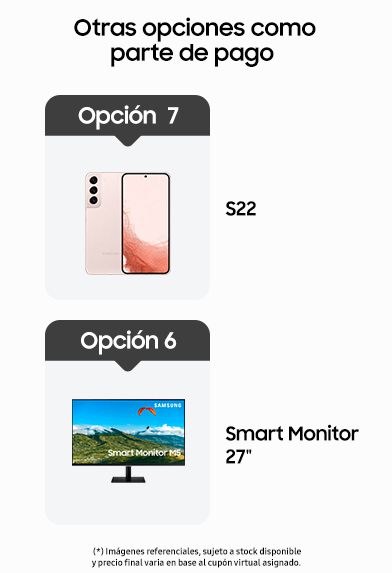 Otras opciones como
parte de pago
Opción 7
S22
Opción 6
SAMSUNG
Smart Monitor M5
Smart Monitor
27"
(*) Imágenes referenciales, sujeto a stock disponible
y precio final varia en base al cupón virtual asignado.